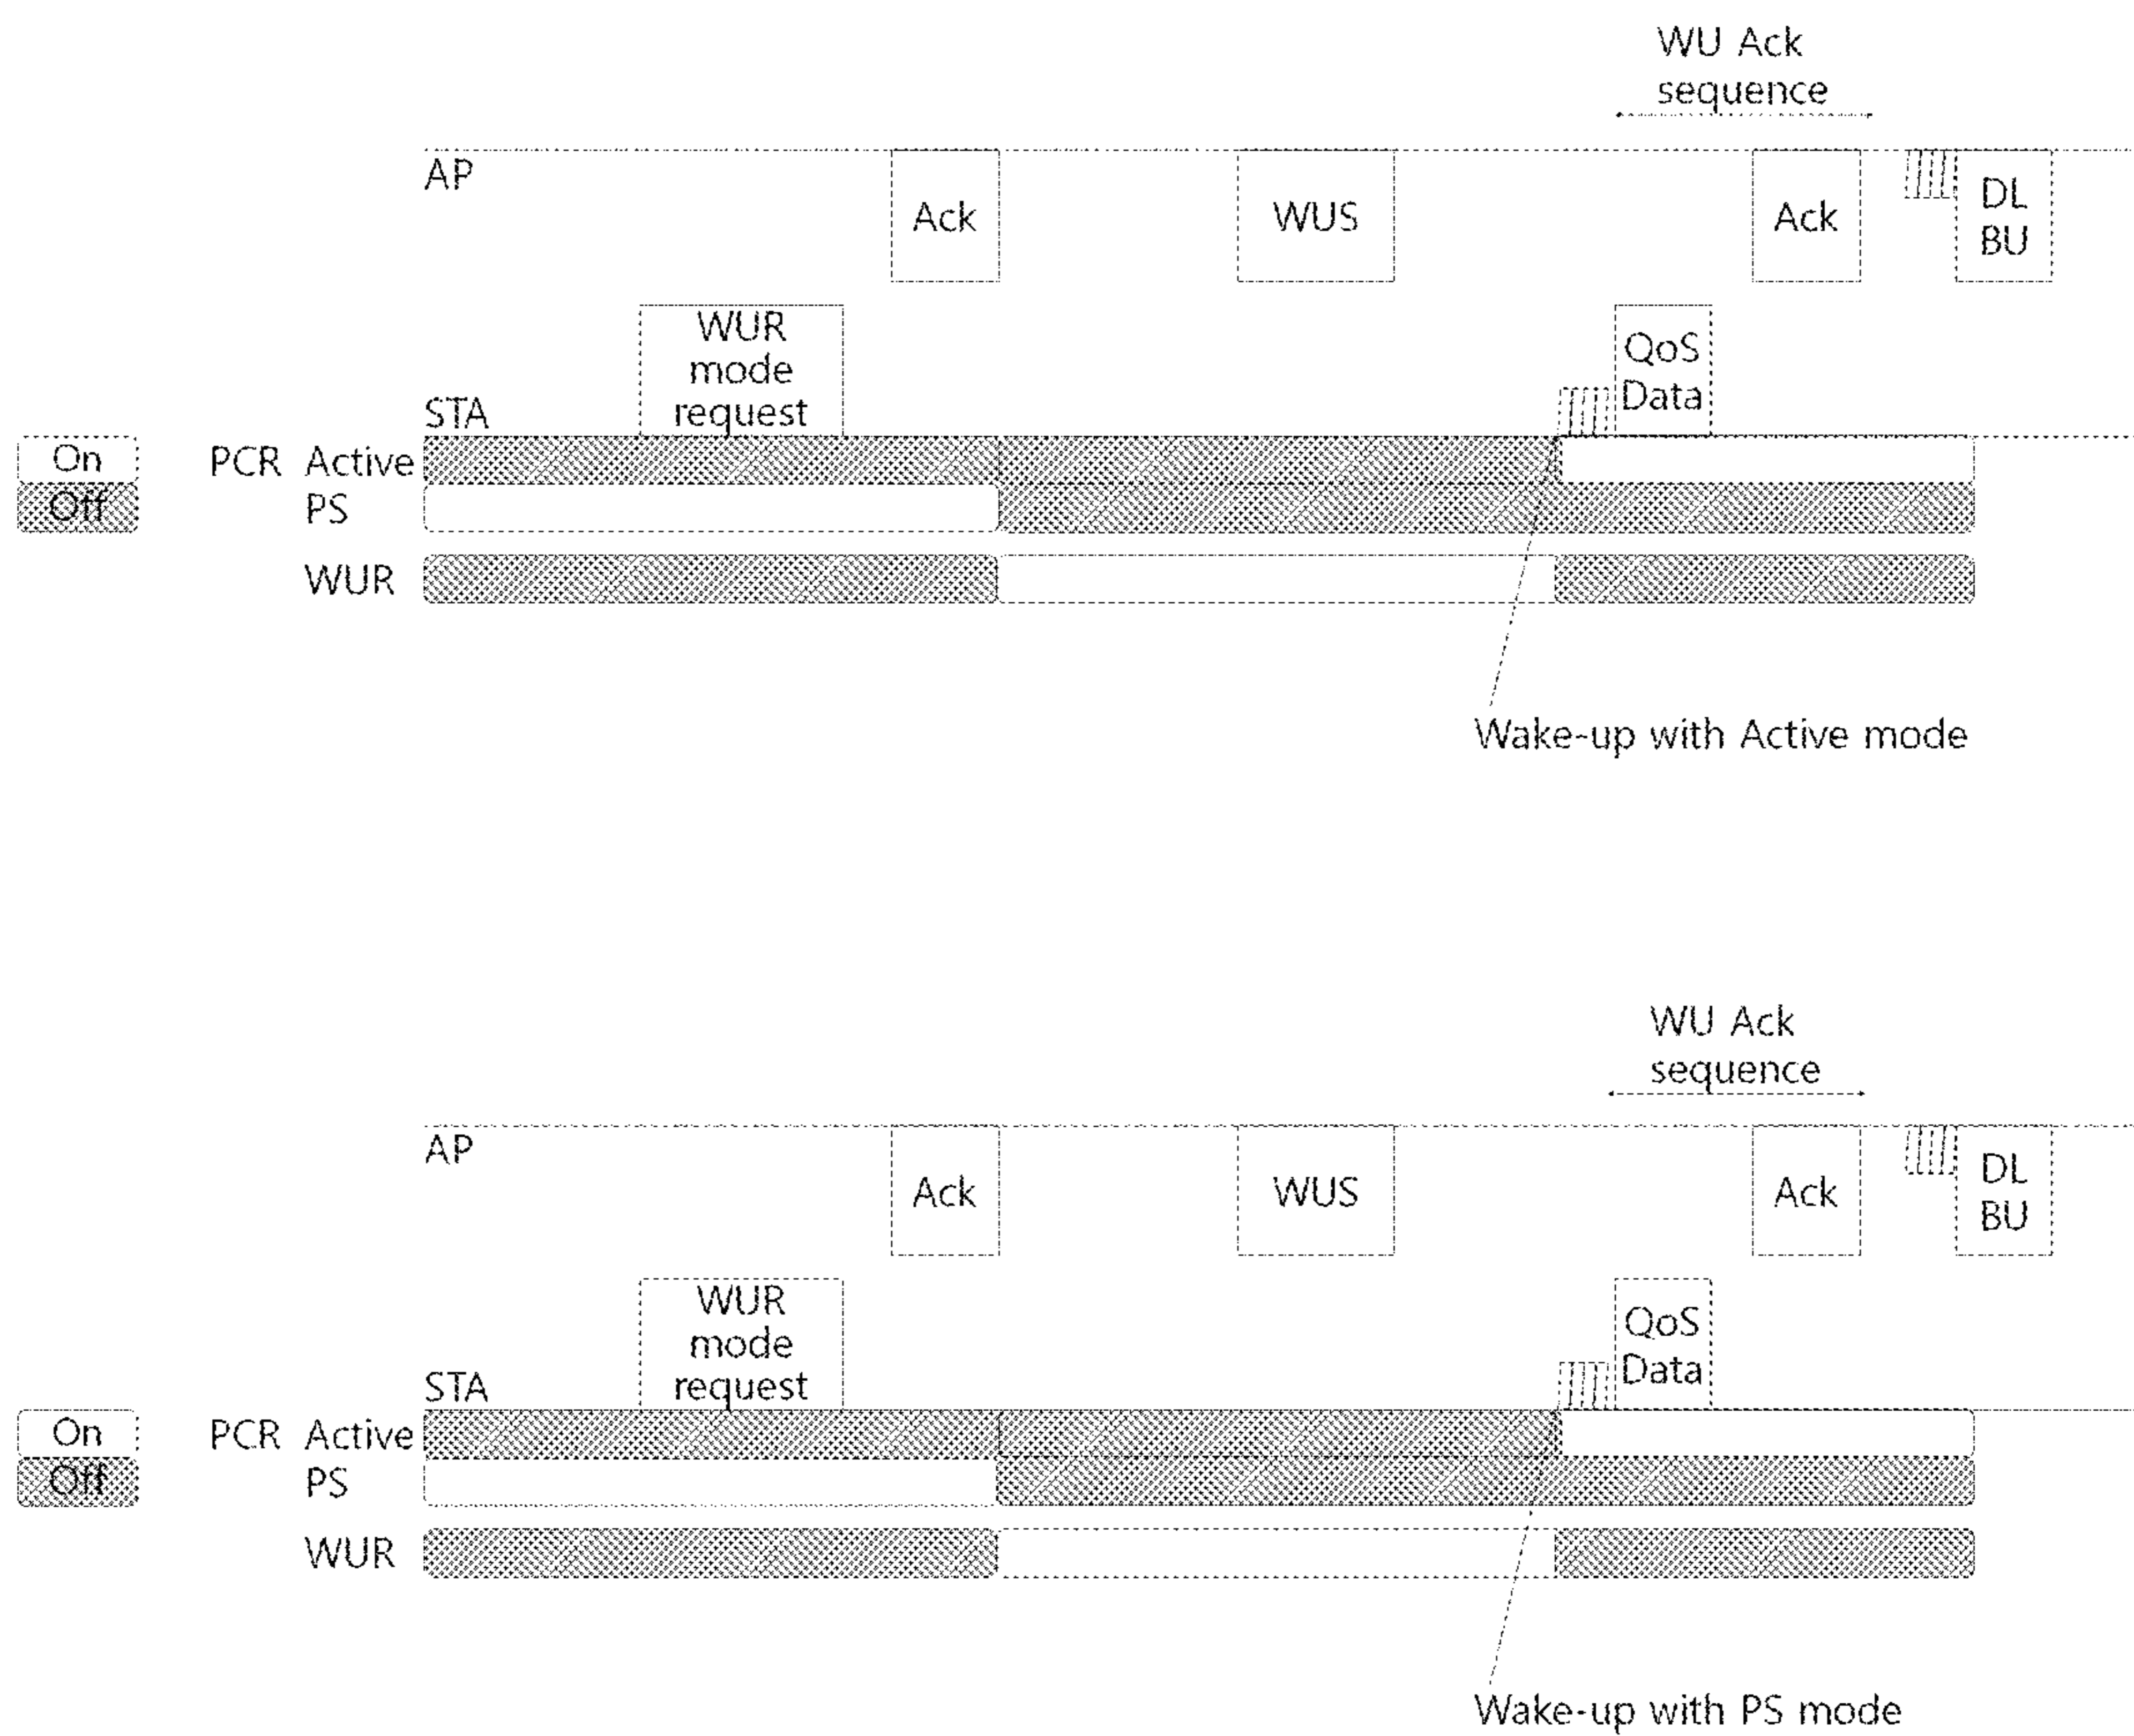 WU Ack
sequence
AP
Ack
WUS
Ack
DL
BU
WUR
mode
request
QoS
Data
STA
On
Off
PCR Active
PS
WUR
Wake-up with Active mode
WU Ack
sequence
AP
Ack
WUS
Ack
DL
BU
WUR
mode
request
QoS
Data
STA
On
Off
PCR Active
PS
WUR
Wake-up with PS mode